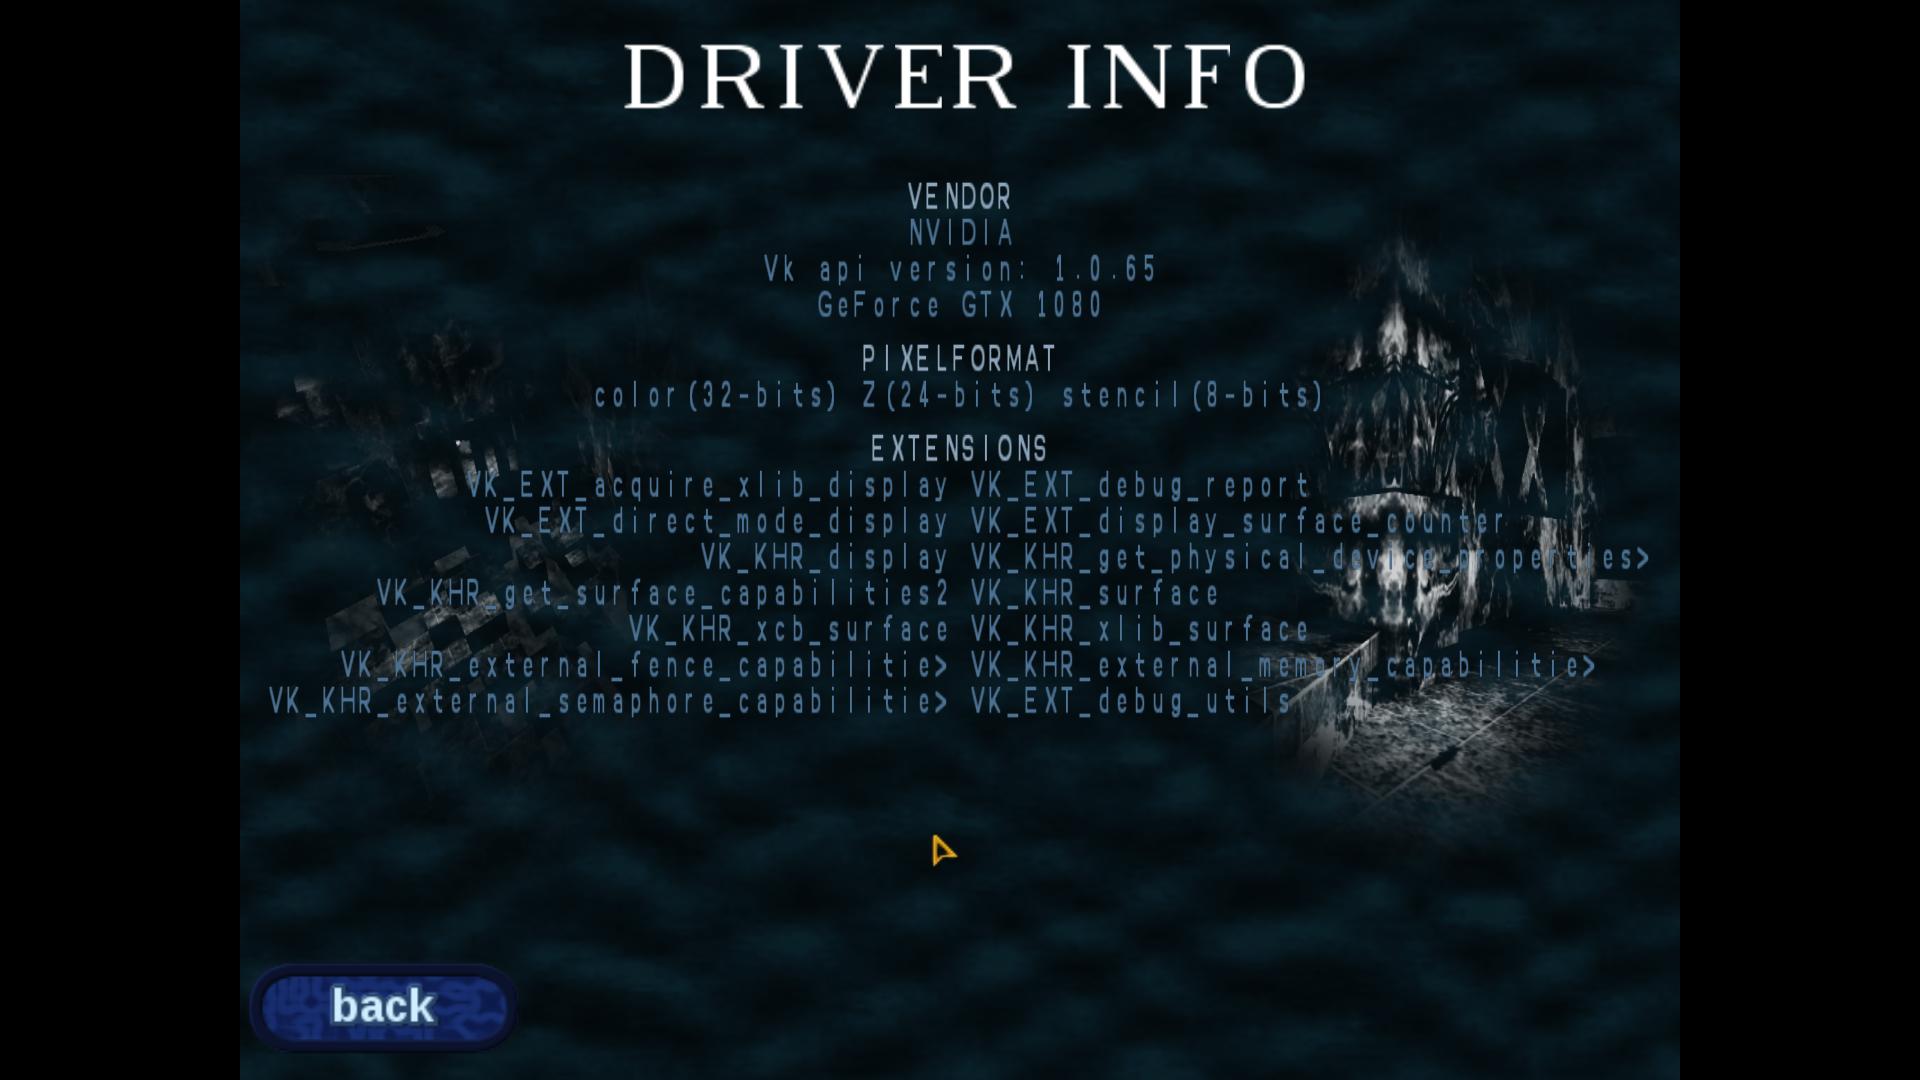 DRIVER INFO
VENDOR
NVIDIA
Vk api version: 1.0.65
GeForce GTX 1080
PIXELFORMAT
color(32-bits) Z(24-bits) stencil(8-bits)
EXTENSIONS
VK_EXT_acquire_xlib_display VK_EXT_debug_report
VK_EXT_direct_mode_display VK_EXT_display_surface_counter
VK_KHR_display VK_KHR_get_physical_device_properties>
VK_KHR_get_surface_capabilities2 VK_KHR_surface
VK_KHR_xcb_surface VK_KHR_xlib_surface
VK_KHR_external_fence_capabilitie> VK_KHR_external_memory_capabilitie>
VK_KHR_external_semaphore_capabilitie> VK_EXT_debug_utils
back